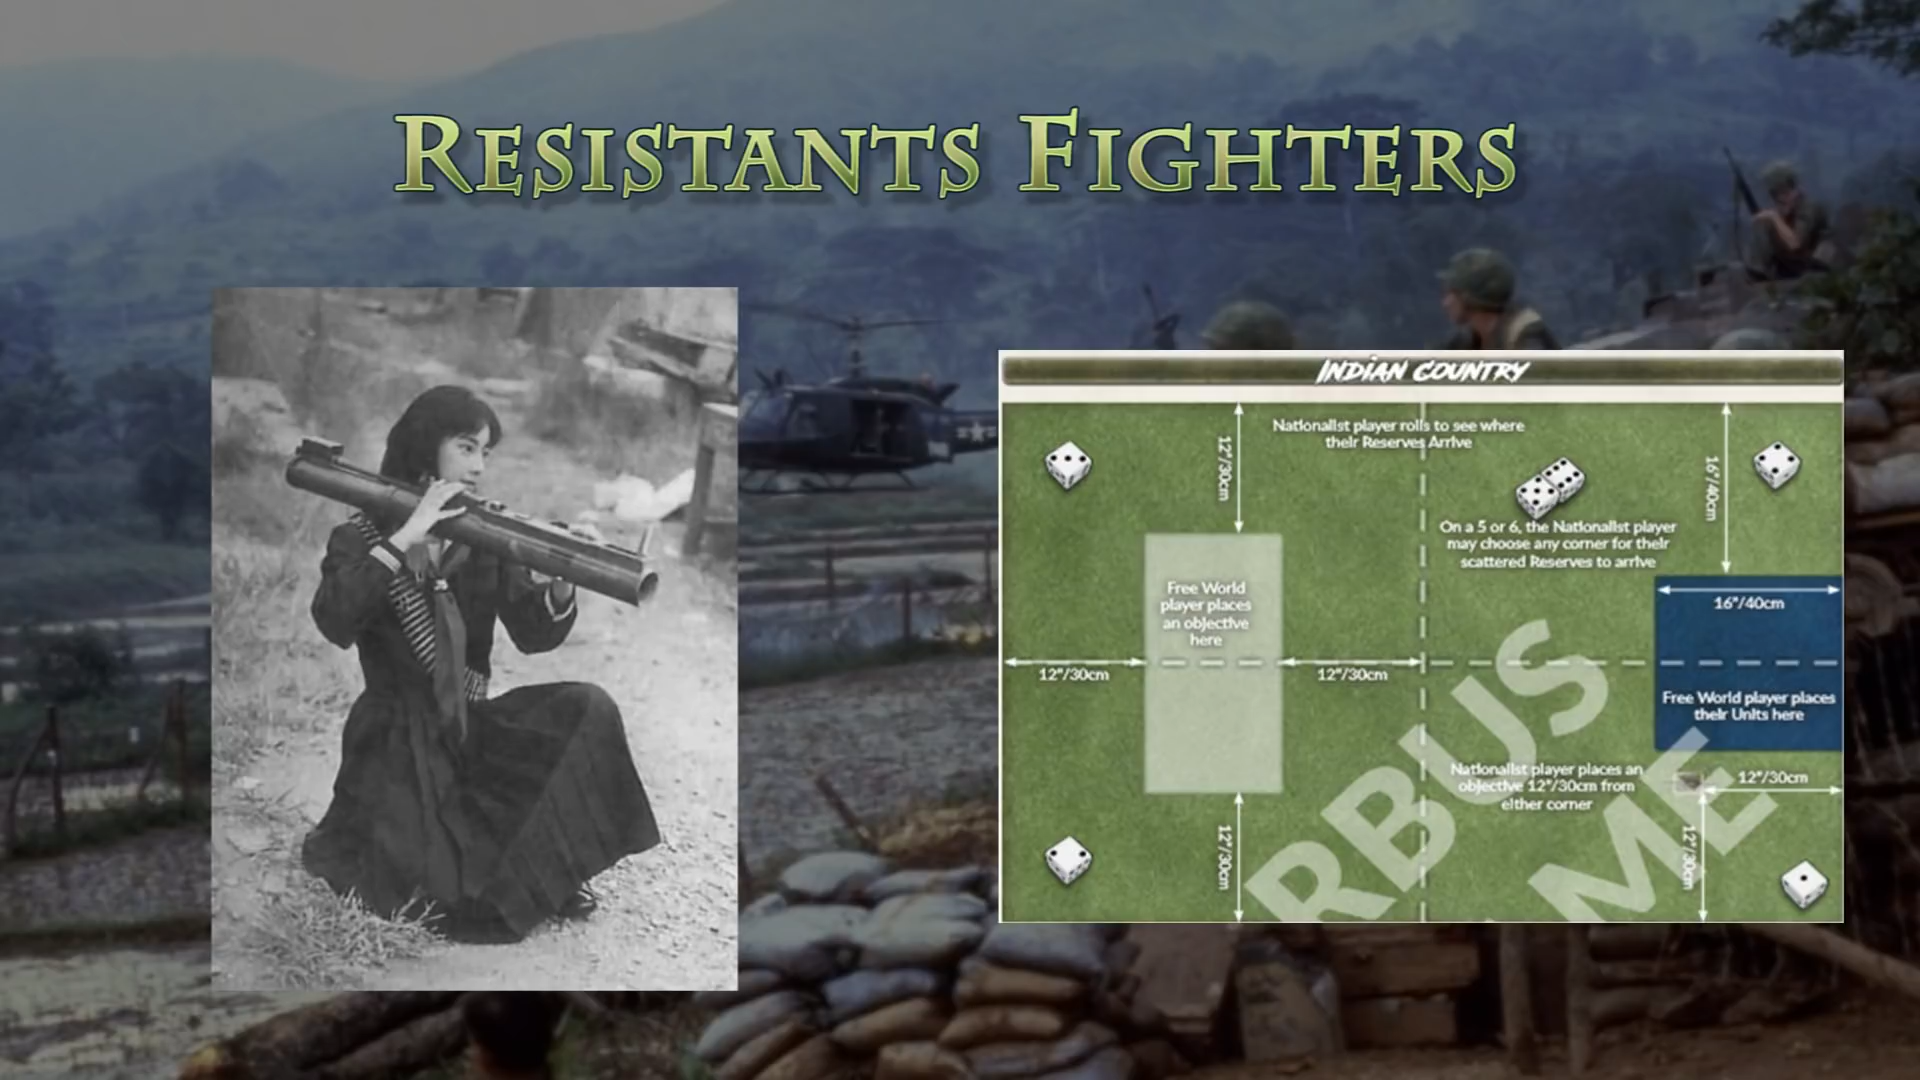 RESISTANTS FIGHTERS
INDIAN COUNTRY
Nationalist player rolls to see where
their Reserves Arrive
12"/30cm
16"/40cm
On a 5 or 6, the Nationalist player
may choose any corner for their
scattered Reserves to arrive
Free World
player places
an objective
here
16"/40cm
12"/30cm
12"/30cm
Free World player places
their Units here
Nationalist player places an
objective 12"/30cm from
either corner
12"/30cm
12"/30cm
12"/30cm
RBUS
ME